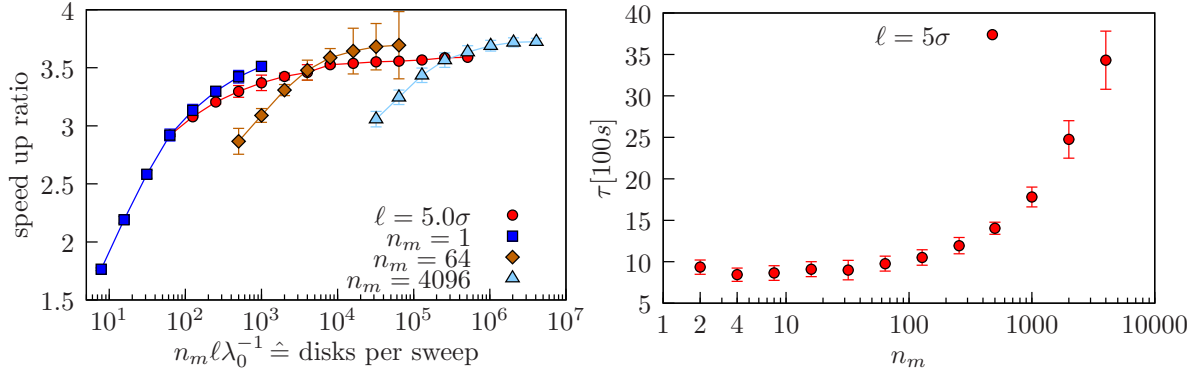 4
3.5
3
2.5
2
1.5
speed up ratio
ℓ = 5.0σ
n_m = 1
n_m = 64
n_m = 4096
10^1 10^2 10^3 10^4 10^5 10^6 10^7
n_m ℓ λ_0^{-1} ≙ disks per sweep
40
35
30
25
20
15
10
5
τ[100s]
ℓ = 5σ
1 2 4 10 100 1000 10000
n_m